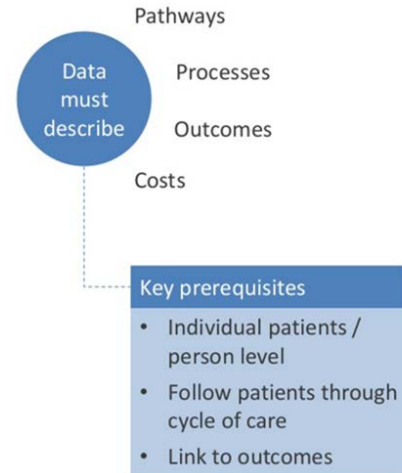 Pathways
Data
must
describe
Processes
Outcomes
Costs
Key prerequisites
• Individual patients /
person level
• Follow patients through
cycle of care
• Link to outcomes